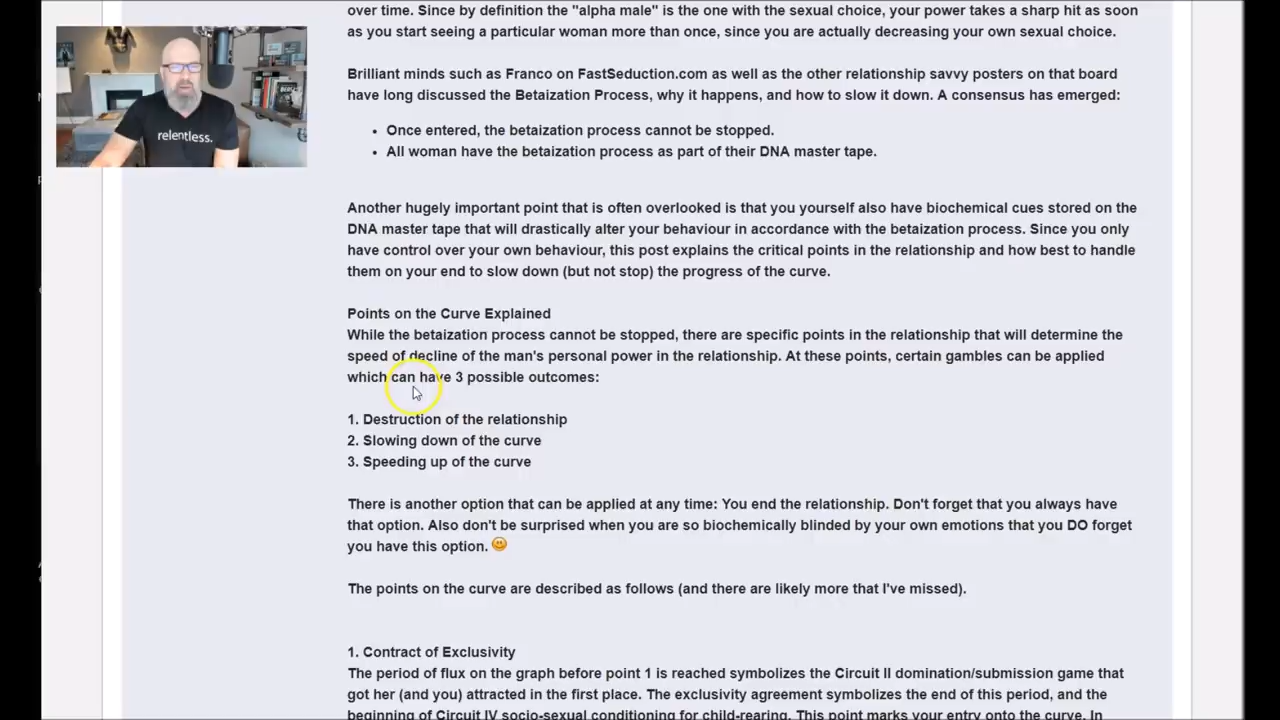 over time. Since by definition the "alpha male" is the one with the sexual choice, your power takes a sharp hit as soon
as you start seeing a particular woman more than once, since you are actually decreasing your own sexual choice.
relentless.
Brilliant minds such as Franco on FastSeduction.com as well as the other relationship savvy posters on that board
have long discussed the Betaization Process, why it happens, and how to slow it down. A consensus has emerged:
• Once entered, the betaization process cannot be stopped.
• All woman have the betaization process as part of their DNA master tape.
Another hugely important point that is often overlooked is that you yourself also have biochemical cues stored on the
DNA master tape that will drastically alter your behaviour in accordance with the betaization process. Since you only
have control over your own behaviour, this post explains the critical points in the relationship and how best to handle
them on your end to slow down (but not stop) the progress of the curve.
Points on the Curve Explained
While the betaization process cannot be stopped, there are specific points in the relationship that will determine the
speed of decline of the man's personal power in the relationship. At these points, certain gambles can be applied
which can have 3 possible outcomes:
1. Destruction of the relationship
2. Slowing down of the curve
3. Speeding up of the curve
There is another option that can be applied at any time: You end the relationship. Don't forget that you always have
that option. Also don't be surprised when you are so biochemically blinded by your own emotions that you DO forget
you have this option.
The points on the curve are described as follows (and there are likely more that I've missed).
1. Contract of Exclusivity
The period of flux on the graph before point 1 is reached symbolizes the Circuit II domination/submission game that
got her (and you) attracted in the first place. The exclusivity agreement symbolizes the end of this period, and the
beginning of Circuit IV socio-sexual conditioning for child-rearing. This point marks your entry onto the curve. In